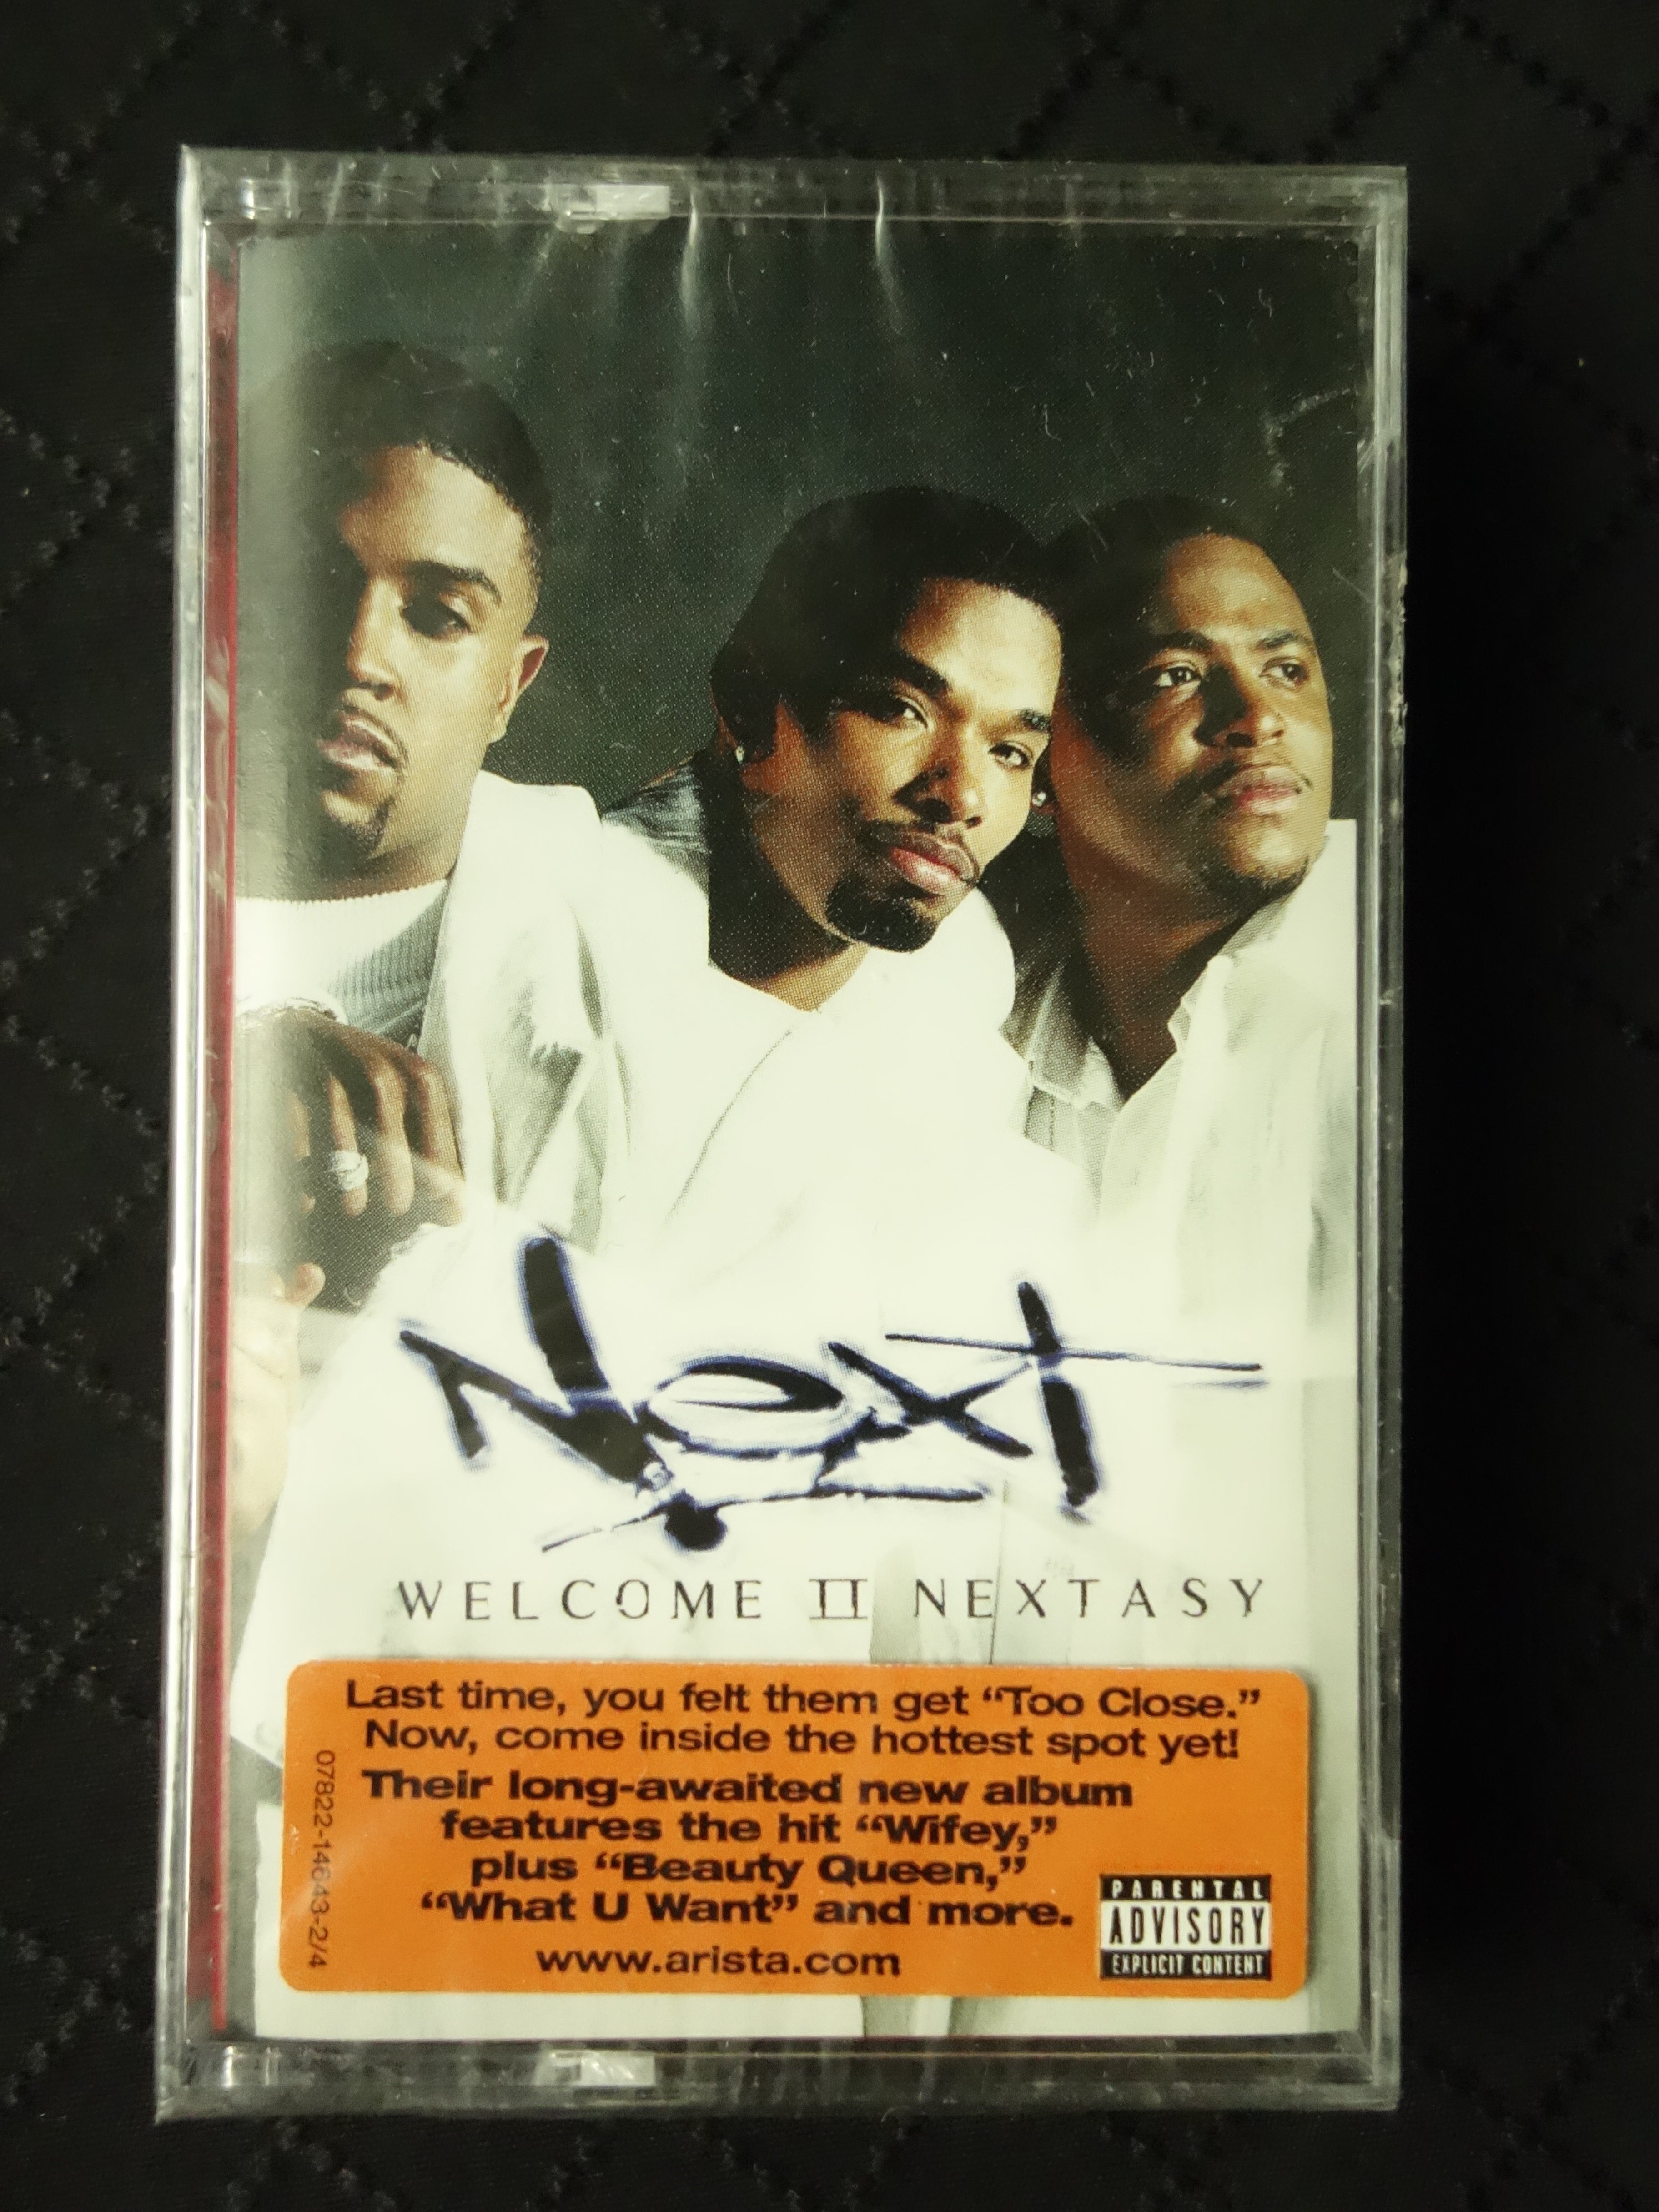 Next
WELCOME II NEXTASY
Last time, you felt them get “Too Close.”
Now, come inside the hottest spot yet!
Their long-awaited new album
features the hit “Wifey,”
plus “Beauty Queen,”
“What U Want” and more.
www.arista.com
07822-14643-2/4
PARENTAL
ADVISORY
EXPLICIT CONTENT